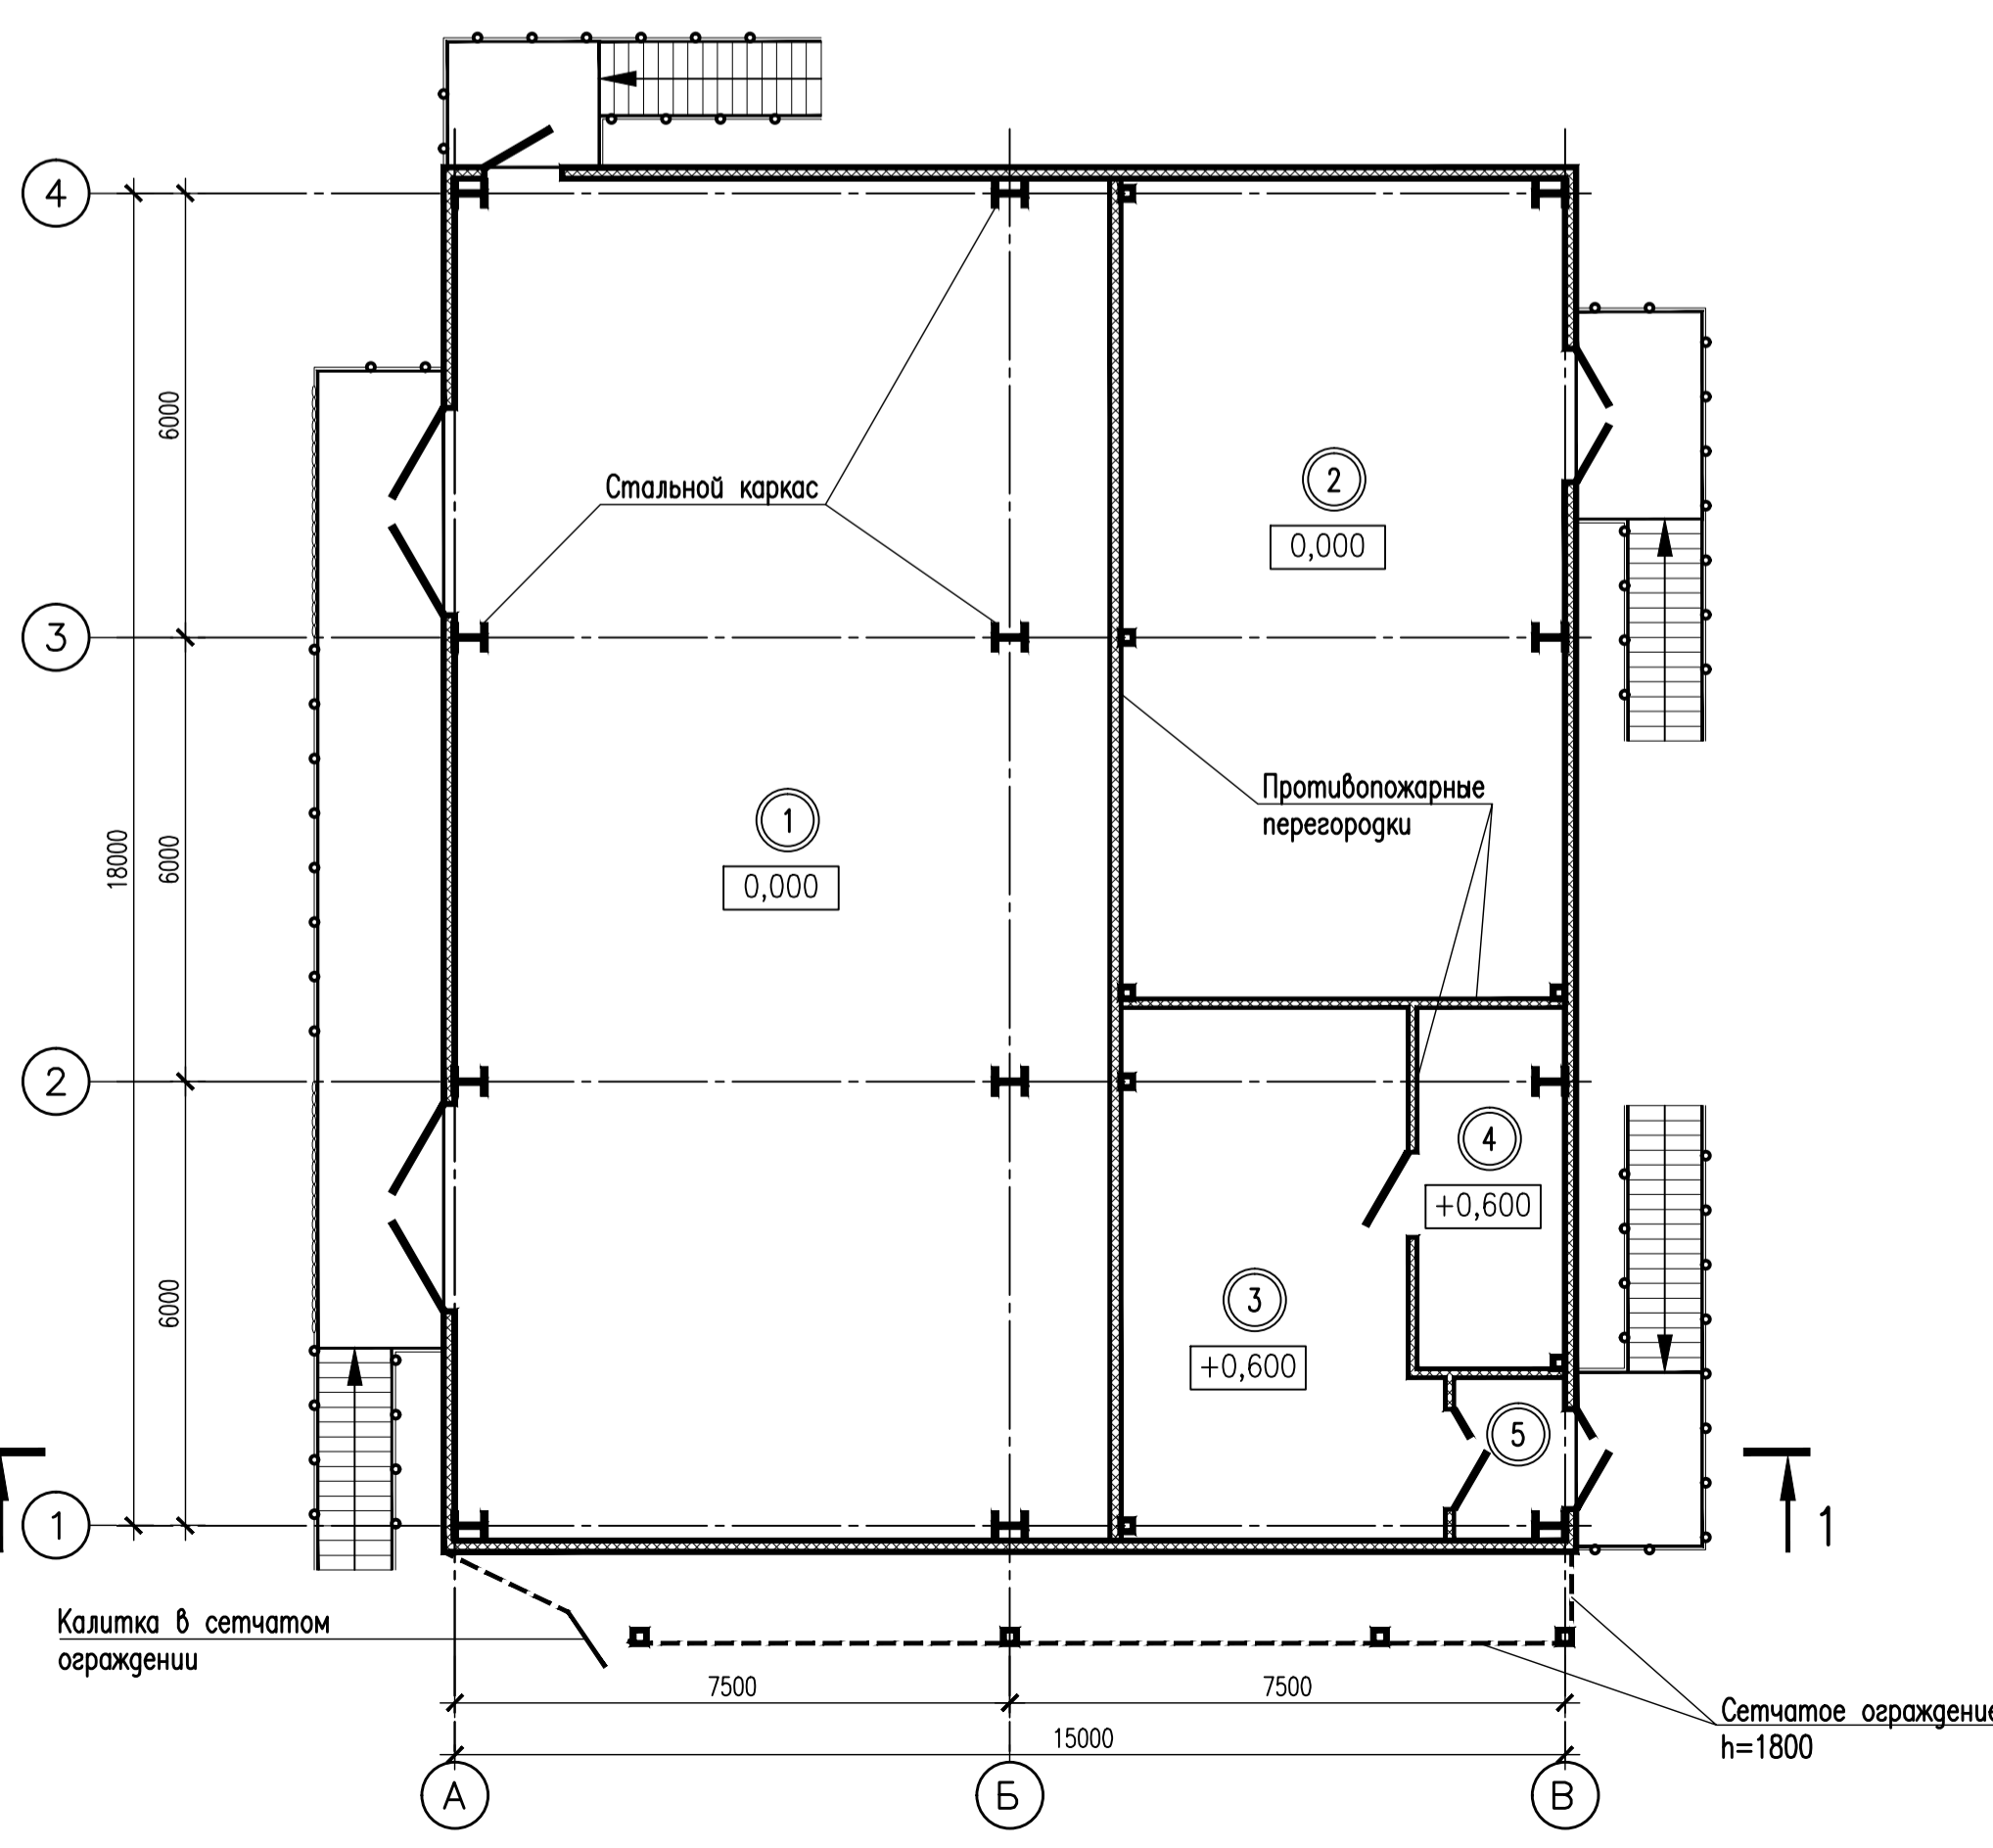 4
6000
Стальной каркас
2
0,000
3
Противопожарные
перегородки
1
0,000
18000
6000
2
4
+0,600
3
+0,600
6000
5
1
1
Калитка в сетчатом
ограждении
7500
7500
Сетчатое ограждение
h=1800
15000
А
Б
В